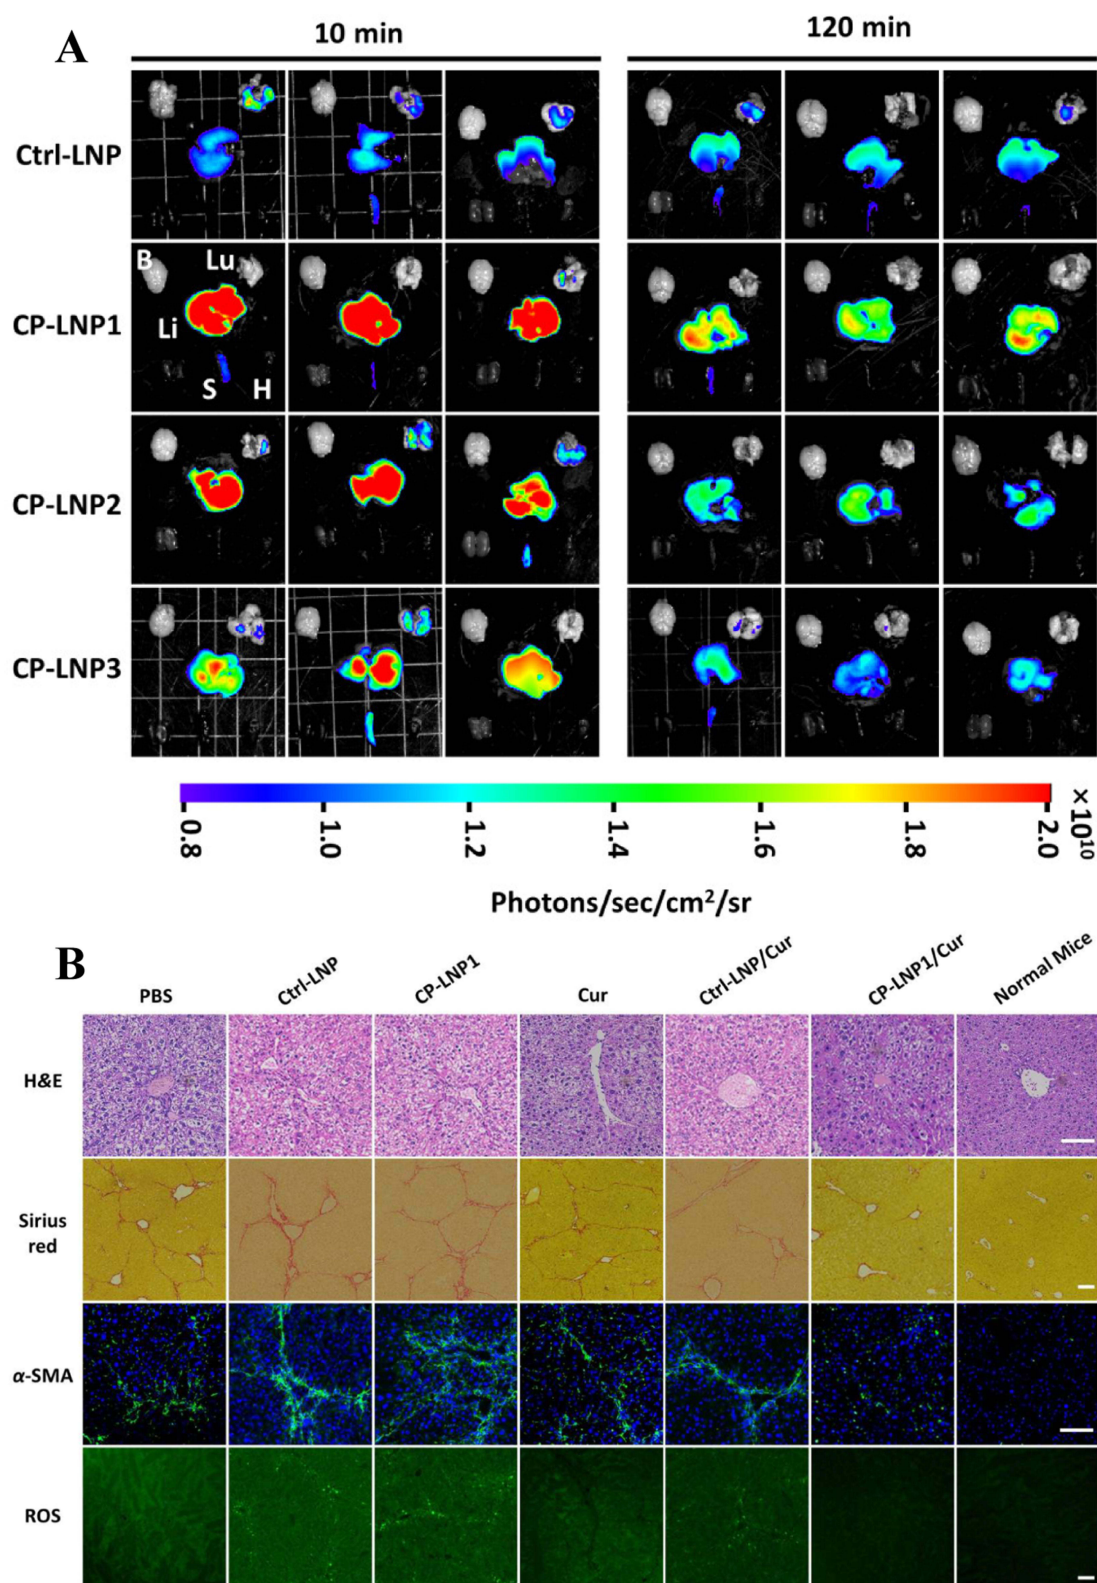 A
10 min
120 min
Ctrl-LNP
CP-LNP1
B
Lu
Li
S
H
CP-LNP2
CP-LNP3
0.8
1.0
1.2
1.4
1.6
1.8
2.0
×10¹⁰
Photons/sec/cm²/sr
B
PBS
Ctrl-LNP
CP-LNP1
Cur
Ctrl-LNP/Cur
CP-LNP1/Cur
Normal Mice
H&E
Sirius
red
α-SMA
ROS